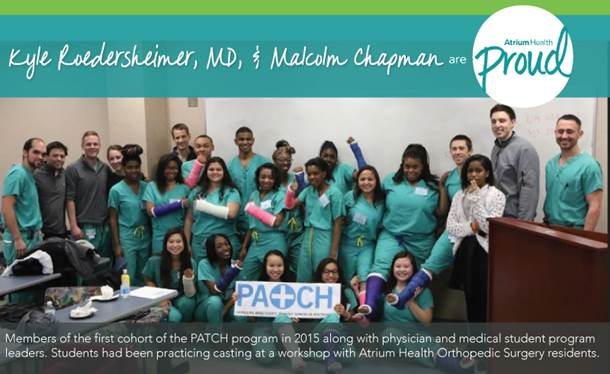 Kyle Roedersheimer, MD, & Malcolm Chapman are
Atrium Health
Proud
PATCH
Members of the first cohort of the PATCH program in 2015 along with physician and medical student program
leaders. Students had been practicing casting at a workshop with Atrium Health Orthopedic Surgery residents.